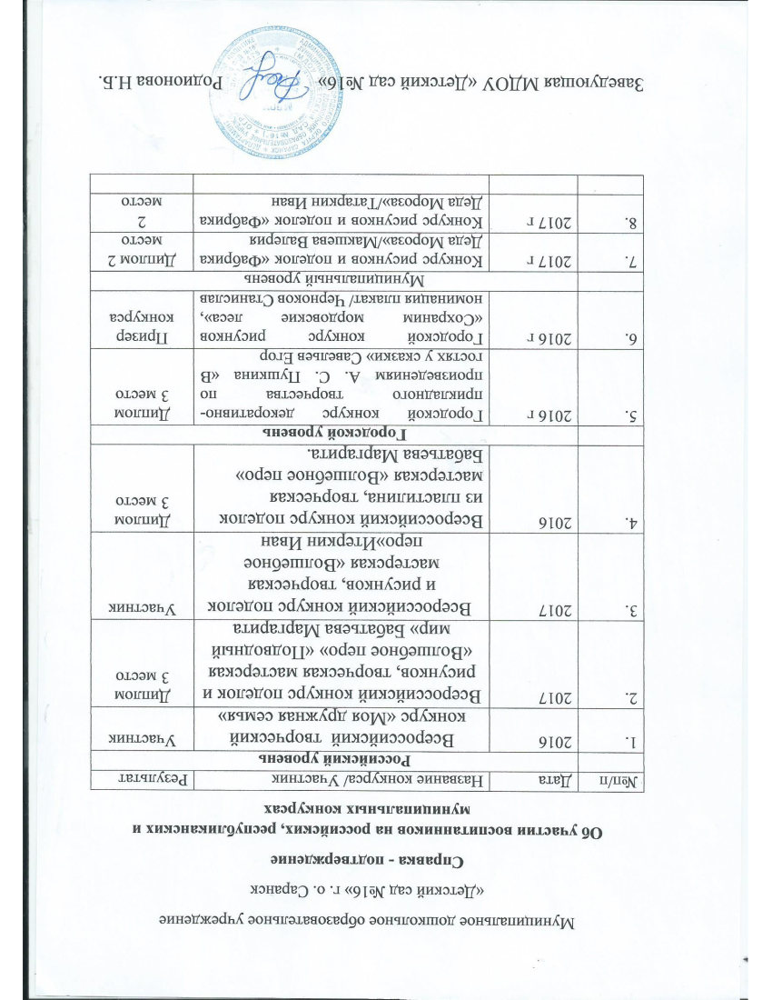 Муниципальное дошкольное образовательное учреждение
«Детский сад №16» г. о. Саранск
Справка - подтверждение
Об участии воспитанников на российских, республиканских и
муниципальных конкурсах
№п/п Дата Название конкурса/ Участник Результат
Российский уровень
1. 2016 Всероссийский творческий
конкурс «Моя дружная семья» Участник
2. 2017 Всероссийский конкурс поделок и
рисунков, творческая мастерская
«Волшебное перо» «Подводный
мир» Бабатьева Маргарита
Диплом
3 место
3. 2017 Всероссийский конкурс поделок
и рисунков, творческая
мастерская «Волшебное
перо»Итеркин Иван
Участник
4. 2016 Всероссийский конкурс поделок
из пластилина, творческая
мастерская «Волшебное перо»
Бабатьева Маргарита.
Диплом
3 место
Городской уровень
5. 2016 г Городской конкурс декоративно-
прикладного творчества по
произведениям А. С. Пушкина «В
гостях у сказки» Савельев Егор
Диплом
3 место
6. 2016 г Городской конкурс рисунков
«Сохраним мордовские леса»,
номинация плакат/ Черноков Станислав
Призер
конкурса
Муниципальный уровень
7. 2017 г Конкурс рисунков и поделок «Фабрика
Деда Мороза»/Макшева Валерия
Диплом 2
место
8. 2017 г Конкурс рисунков и поделок «Фабрика
Деда Мороза»/Татаркин Иван
2
место
Заведующая МДОУ «Детский сад №16» Родионова Н.Б.